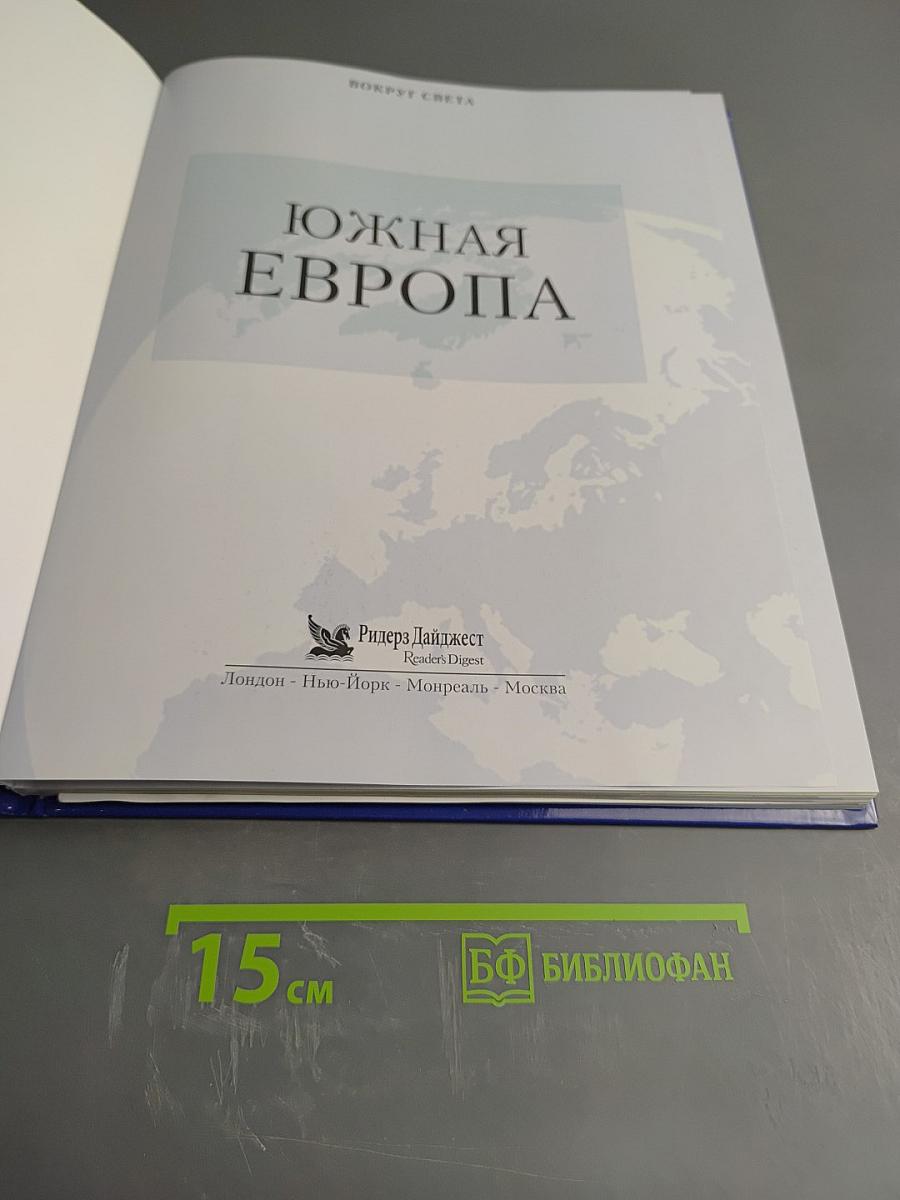 ВОКРУГ СВЕТА
ЮЖНАЯ
ЕВРОПА
Ридерз Дайджест
Reader's Digest
Лондон - Нью-Йорк - Монреаль - Москва
15 см
БФ БИБЛИОФАН